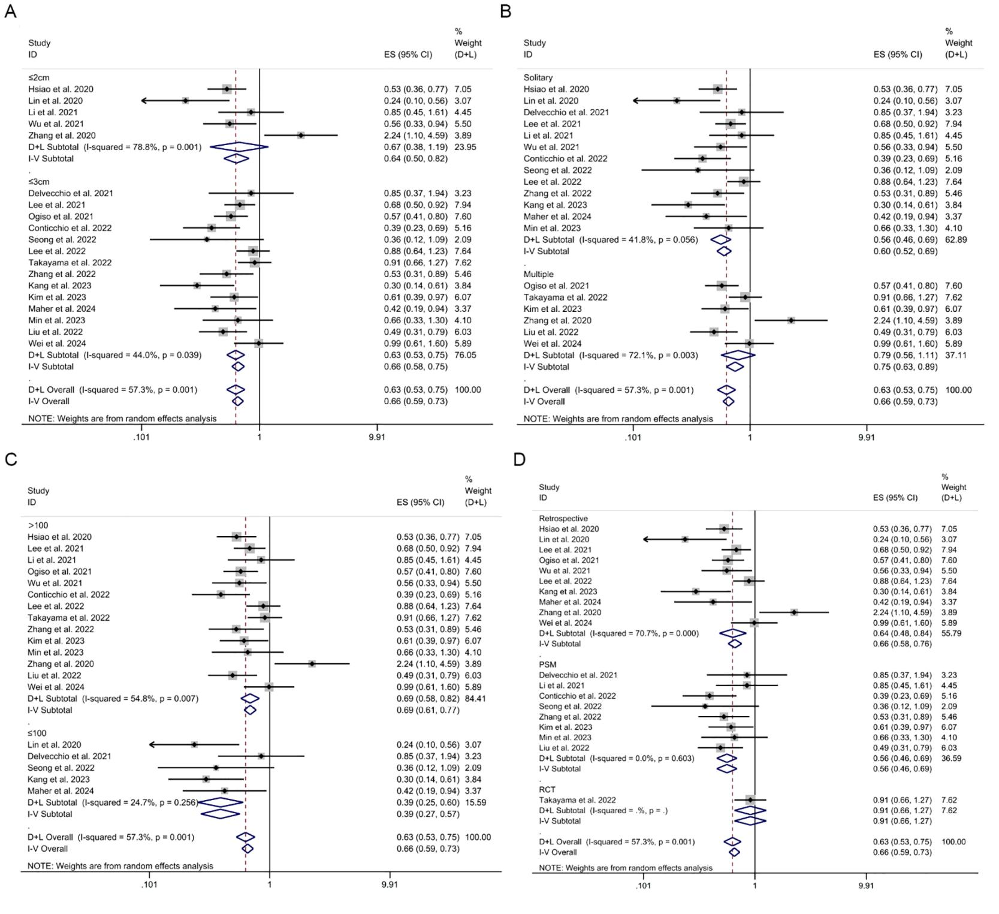 A
%
Study Weight
ID ES (95% CI) (D+L)
≤2cm
Hsiao et al. 2020 0.53 (0.36, 0.77) 7.05
Lin et al. 2020 0.24 (0.10, 0.56) 3.07
Li et al. 2021 0.85 (0.45, 1.61) 4.45
Wu et al. 2021 0.56 (0.33, 0.94) 5.50
Zhang et al. 2020 2.24 (1.10, 4.59) 3.89
D+L Subtotal (I-squared = 78.8%, p = 0.001) 0.67 (0.38, 1.19) 23.95
I-V Subtotal 0.64 (0.50, 0.82)
.
≤3cm
Delvecchio et al. 2021 0.85 (0.37, 1.94) 3.23
Lee et al. 2021 0.68 (0.50, 0.92) 7.94
Ogiso et al. 2021 0.57 (0.41, 0.80) 7.60
Conticchio et al. 2022 0.39 (0.23, 0.69) 5.16
Seong et al. 2022 0.36 (0.12, 1.09) 2.09
Lee et al. 2022 0.88 (0.64, 1.23) 7.64
Takayama et al. 2022 0.91 (0.66, 1.27) 7.62
Zhang et al. 2022 0.53 (0.31, 0.89) 5.46
Kang et al. 2023 0.30 (0.14, 0.61) 3.84
Kim et al. 2023 0.61 (0.39, 0.97) 6.07
Maher et al. 2024 0.42 (0.19, 0.94) 3.37
Min et al. 2023 0.66 (0.33, 1.30) 4.10
Liu et al. 2022 0.49 (0.31, 0.79) 6.03
Wei et al. 2024 0.99 (0.61, 1.60) 5.89
D+L Subtotal (I-squared = 44.0%, p = 0.039) 0.63 (0.53, 0.75) 76.05
I-V Subtotal 0.66 (0.58, 0.75)
.
D+L Overall (I-squared = 57.3%, p = 0.001) 0.63 (0.53, 0.75) 100.00
I-V Overall 0.66 (0.59, 0.73)
NOTE: Weights are from random effects analysis
.101 1 9.91
B
%
Study Weight
ID ES (95% CI) (D+L)
Solitary
Hsiao et al. 2020 0.53 (0.36, 0.77) 7.05
Lin et al. 2020 0.24 (0.10, 0.56) 3.07
Delvecchio et al. 2021 0.85 (0.37, 1.94) 3.23
Lee et al. 2021 0.68 (0.50, 0.92) 7.94
Li et al. 2021 0.85 (0.45, 1.61) 4.45
Wu et al. 2021 0.56 (0.33, 0.94) 5.50
Conticchio et al. 2022 0.39 (0.23, 0.69) 5.16
Seong et al. 2022 0.36 (0.12, 1.09) 2.09
Lee et al. 2022 0.88 (0.64, 1.23) 7.64
Zhang et al. 2022 0.53 (0.31, 0.89) 5.46
Kang et al. 2023 0.30 (0.14, 0.61) 3.84
Maher et al. 2024 0.42 (0.19, 0.94) 3.37
Min et al. 2023 0.66 (0.33, 1.30) 4.10
D+L Subtotal (I-squared = 41.8%, p = 0.056) 0.56 (0.46, 0.69) 62.89
I-V Subtotal 0.60 (0.52, 0.69)
.
Multiple
Ogiso et al. 2021 0.57 (0.41, 0.80) 7.60
Takayama et al. 2022 0.91 (0.66, 1.27) 7.62
Kim et al. 2023 0.61 (0.39, 0.97) 6.07
Zhang et al. 2020 2.24 (1.10, 4.59) 3.89
Liu et al. 2022 0.49 (0.31, 0.79) 6.03
Wei et al. 2024 0.99 (0.61, 1.60) 5.89
D+L Subtotal (I-squared = 72.1%, p = 0.003) 0.79 (0.56, 1.11) 37.11
I-V Subtotal 0.75 (0.63, 0.89)
.
D+L Overall (I-squared = 57.3%, p = 0.001) 0.63 (0.53, 0.75) 100.00
I-V Overall 0.66 (0.59, 0.73)
NOTE: Weights are from random effects analysis
.101 1 9.91
C
%
Study Weight
ID ES (95% CI) (D+L)
>100
Hsiao et al. 2020 0.53 (0.36, 0.77) 7.05
Lee et al. 2021 0.68 (0.50, 0.92) 7.94
Li et al. 2021 0.85 (0.45, 1.61) 4.45
Ogiso et al. 2021 0.57 (0.41, 0.80) 7.60
Wu et al. 2021 0.56 (0.33, 0.94) 5.50
Conticchio et al. 2022 0.39 (0.23, 0.69) 5.16
Lee et al. 2022 0.88 (0.64, 1.23) 7.64
Takayama et al. 2022 0.91 (0.66, 1.27) 7.62
Zhang et al. 2022 0.53 (0.31, 0.89) 5.46
Kim et al. 2023 0.61 (0.39, 0.97) 6.07
Min et al. 2023 0.66 (0.33, 1.30) 4.10
Zhang et al. 2020 2.24 (1.10, 4.59) 3.89
Liu et al. 2022 0.49 (0.31, 0.79) 6.03
Wei et al. 2024 0.99 (0.61, 1.60) 5.89
D+L Subtotal (I-squared = 54.8%, p = 0.007) 0.69 (0.58, 0.82) 84.41
I-V Subtotal 0.69 (0.61, 0.77)
.
≤100
Lin et al. 2020 0.24 (0.10, 0.56) 3.07
Delvecchio et al. 2021 0.85 (0.37, 1.94) 3.23
Seong et al. 2022 0.36 (0.12, 1.09) 2.09
Kang et al. 2023 0.30 (0.14, 0.61) 3.84
Maher et al. 2024 0.42 (0.19, 0.94) 3.37
D+L Subtotal (I-squared = 24.7%, p = 0.256) 0.39 (0.25, 0.60) 15.59
I-V Subtotal 0.39 (0.27, 0.57)
.
D+L Overall (I-squared = 57.3%, p = 0.001) 0.63 (0.53, 0.75) 100.00
I-V Overall 0.66 (0.59, 0.73)
NOTE: Weights are from random effects analysis
.101 1 9.91
D
%
Study Weight
ID ES (95% CI) (D+L)
Retrospective
Hsiao et al. 2020 0.53 (0.36, 0.77) 7.05
Lin et al. 2020 0.24 (0.10, 0.56) 3.07
Lee et al. 2021 0.68 (0.50, 0.92) 7.94
Ogiso et al. 2021 0.57 (0.41, 0.80) 7.60
Wu et al. 2021 0.56 (0.33, 0.94) 5.50
Lee et al. 2022 0.88 (0.64, 1.23) 7.64
Kang et al. 2023 0.30 (0.14, 0.61) 3.84
Maher et al. 2024 0.42 (0.19, 0.94) 3.37
Zhang et al. 2020 2.24 (1.10, 4.59) 3.89
Wei et al. 2024 0.99 (0.61, 1.60) 5.89
D+L Subtotal (I-squared = 70.7%, p = 0.000) 0.64 (0.48, 0.84) 55.79
I-V Subtotal 0.66 (0.58, 0.76)
.
PSM
Delvecchio et al. 2021 0.85 (0.37, 1.94) 3.23
Li et al. 2021 0.85 (0.45, 1.61) 4.45
Conticchio et al. 2022 0.39 (0.23, 0.69) 5.16
Seong et al. 2022 0.36 (0.12, 1.09) 2.09
Zhang et al. 2022 0.53 (0.31, 0.89) 5.46
Kim et al. 2023 0.61 (0.39, 0.97) 6.07
Min et al. 2023 0.66 (0.33, 1.30) 4.10
Liu et al. 2022 0.49 (0.31, 0.79) 6.03
D+L Subtotal (I-squared = 0.0%, p = 0.603) 0.56 (0.46, 0.69) 36.59
I-V Subtotal 0.56 (0.46, 0.69)
.
RCT
Takayama et al. 2022 0.91 (0.66, 1.27) 7.62
D+L Subtotal (I-squared = .%, p = .) 0.91 (0.66, 1.27) 7.62
I-V Subtotal 0.91 (0.66, 1.27)
.
D+L Overall (I-squared = 57.3%, p = 0.001) 0.63 (0.53, 0.75) 100.00
I-V Overall 0.66 (0.59, 0.73)
NOTE: Weights are from random effects analysis
.101 1 9.91